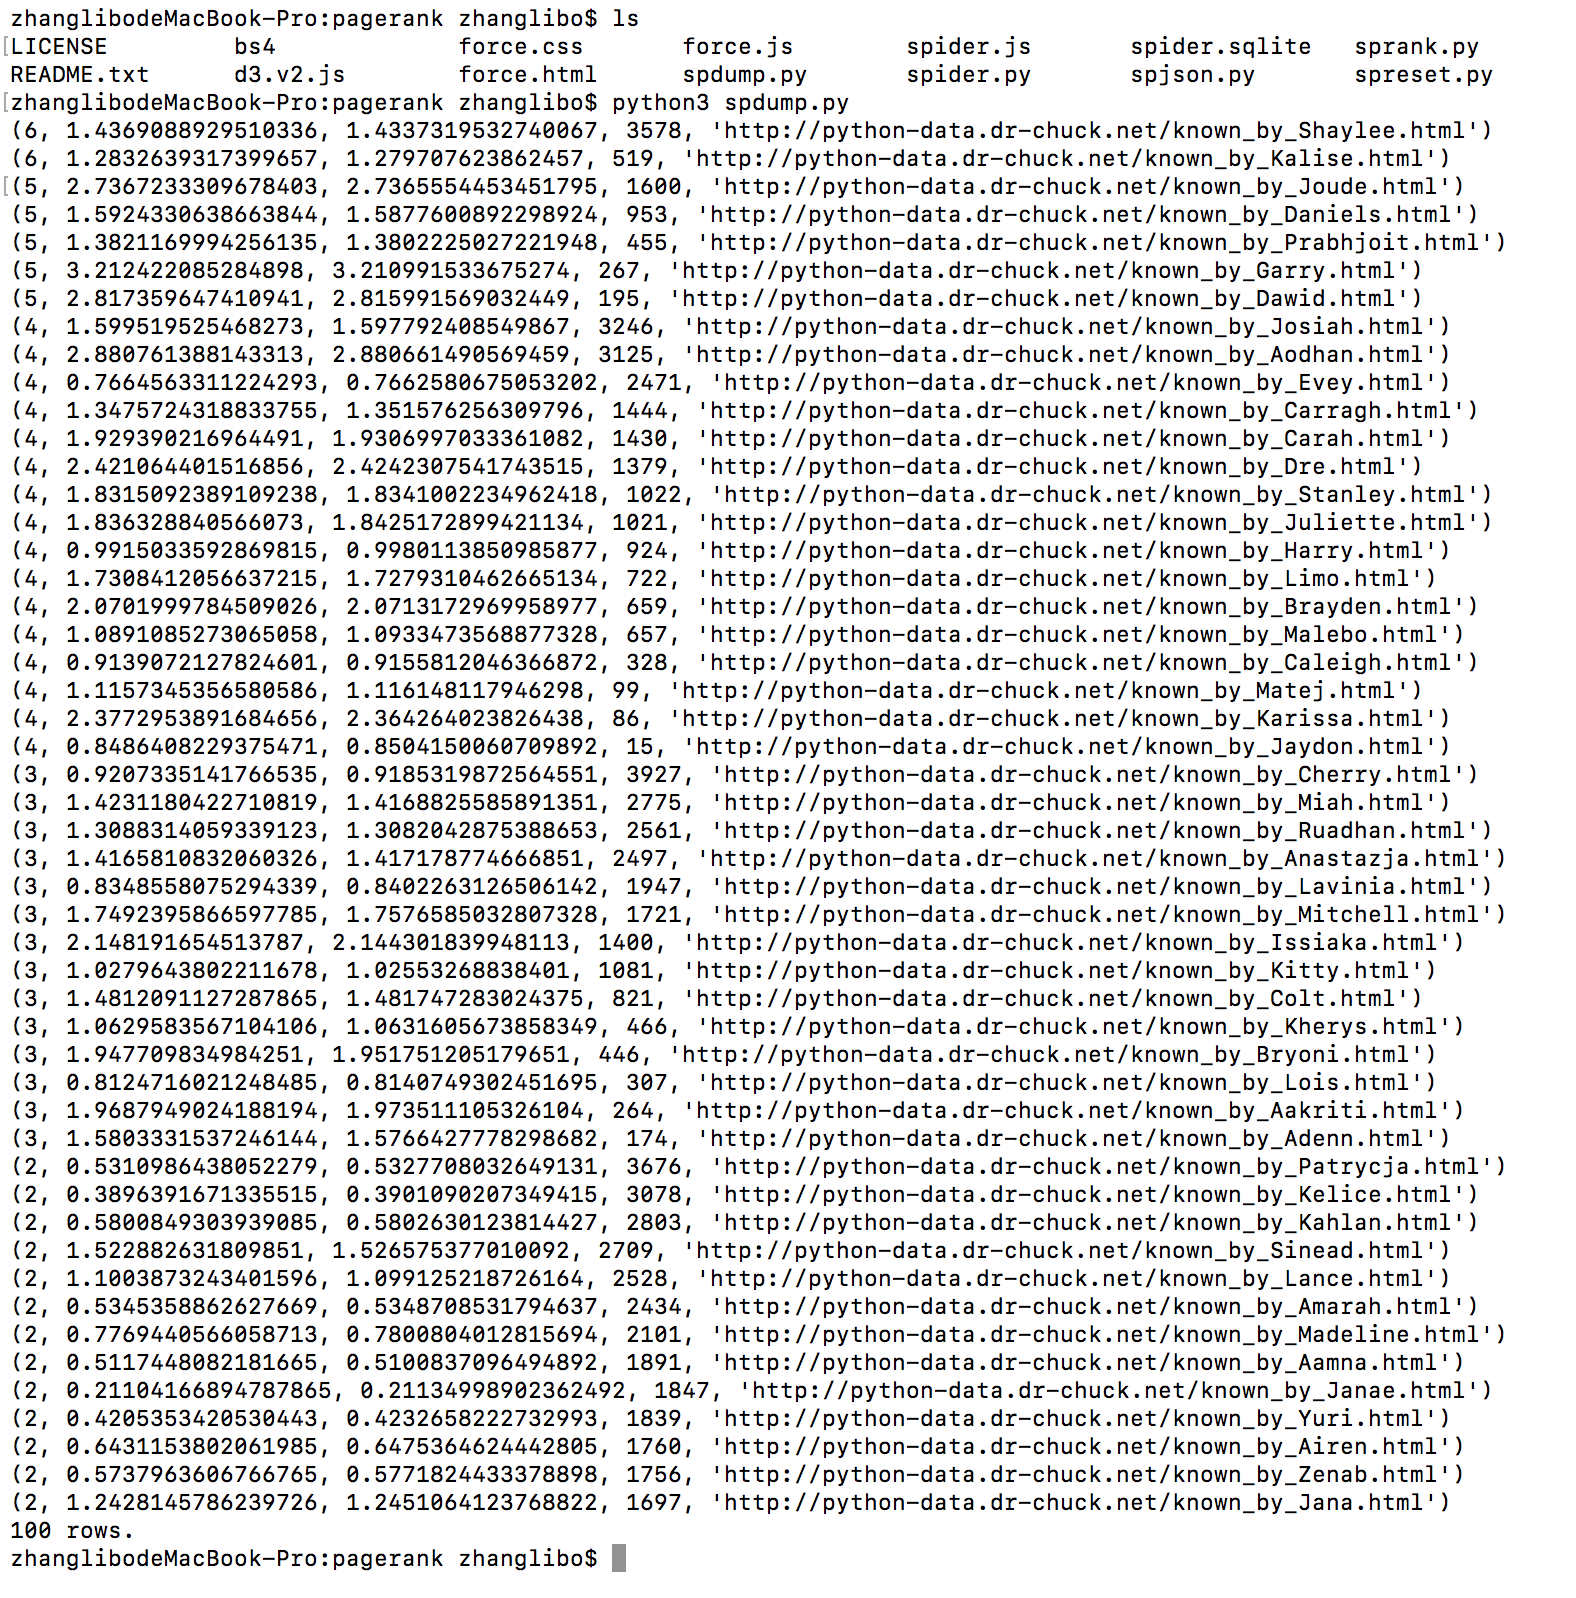 zhanglibodeMacBook-Pro:pagerank zhanglibo$ ls
[LICENSE bs4 force.css force.js spider.js spider.sqlite sprank.py
README.txt d3.v2.js force.html spdump.py spider.py spjson.py spreset.py
[zhanglibodeMacBook-Pro:pagerank zhanglibo$ python3 spdump.py
(6, 1.4369088929510336, 1.4337319532740067, 3578, 'http://python-data.dr-chuck.net/known_by_Shaylee.html')
(6, 1.2832639317399657, 1.279707623862457, 519, 'http://python-data.dr-chuck.net/known_by_Kalise.html')
[(5, 2.7367233309678403, 2.7365554453451795, 1600, 'http://python-data.dr-chuck.net/known_by_Joude.html')
(5, 1.5924330638663844, 1.5877600892298924, 953, 'http://python-data.dr-chuck.net/known_by_Daniels.html')
(5, 1.3821169994256135, 1.3802225027221948, 455, 'http://python-data.dr-chuck.net/known_by_Prabhjoit.html')
(5, 3.212422085284898, 3.210991533675274, 267, 'http://python-data.dr-chuck.net/known_by_Garry.html')
(5, 2.817359647410941, 2.815991569032449, 195, 'http://python-data.dr-chuck.net/known_by_Dawid.html')
(4, 1.599519525468273, 1.597792408549867, 3246, 'http://python-data.dr-chuck.net/known_by_Josiah.html')
(4, 2.880761388143313, 2.880661490569459, 3125, 'http://python-data.dr-chuck.net/known_by_Aodhan.html')
(4, 0.7664563311224293, 0.7662580675053202, 2471, 'http://python-data.dr-chuck.net/known_by_Evey.html')
(4, 1.3475724318833755, 1.351576256309796, 1444, 'http://python-data.dr-chuck.net/known_by_Carragh.html')
(4, 1.929390216964491, 1.9306997033361082, 1430, 'http://python-data.dr-chuck.net/known_by_Carah.html')
(4, 2.421064401516856, 2.4242307541743515, 1379, 'http://python-data.dr-chuck.net/known_by_Dre.html')
(4, 1.8315092389109238, 1.8341002234962418, 1022, 'http://python-data.dr-chuck.net/known_by_Stanley.html')
(4, 1.836328840566073, 1.8425172899421134, 1021, 'http://python-data.dr-chuck.net/known_by_Juliette.html')
(4, 0.9915033592869815, 0.9980113850985877, 924, 'http://python-data.dr-chuck.net/known_by_Harry.html')
(4, 1.7308412056637215, 1.7279310462665134, 722, 'http://python-data.dr-chuck.net/known_by_Limo.html')
(4, 2.0701999784509026, 2.0713172969958977, 659, 'http://python-data.dr-chuck.net/known_by_Brayden.html')
(4, 1.0891085273065058, 1.0933473568877328, 657, 'http://python-data.dr-chuck.net/known_by_Malebo.html')
(4, 0.9139072127824601, 0.9155812046366872, 328, 'http://python-data.dr-chuck.net/known_by_Caleigh.html')
(4, 1.1157345356580586, 1.116148117946298, 99, 'http://python-data.dr-chuck.net/known_by_Matej.html')
(4, 2.3772953891684656, 2.364264023826438, 86, 'http://python-data.dr-chuck.net/known_by_Karissa.html')
(4, 0.8486408229375471, 0.8504150060709892, 15, 'http://python-data.dr-chuck.net/known_by_Jaydon.html')
(3, 0.9207335141766535, 0.9185319872564551, 3927, 'http://python-data.dr-chuck.net/known_by_Cherry.html')
(3, 1.4231180422710819, 1.4168825585891351, 2775, 'http://python-data.dr-chuck.net/known_by_Miah.html')
(3, 1.3088314059339123, 1.3082042875388653, 2561, 'http://python-data.dr-chuck.net/known_by_Ruadhan.html')
(3, 1.4165810832060326, 1.417178774666851, 2497, 'http://python-data.dr-chuck.net/known_by_Anastazja.html')
(3, 0.8348558075294339, 0.8402263126506142, 1947, 'http://python-data.dr-chuck.net/known_by_Lavinia.html')
(3, 1.7492395866597785, 1.7576585032807328, 1721, 'http://python-data.dr-chuck.net/known_by_Mitchell.html')
(3, 2.148191654513787, 2.144301839948113, 1400, 'http://python-data.dr-chuck.net/known_by_Issiaka.html')
(3, 1.0279643802211678, 1.02553268838401, 1081, 'http://python-data.dr-chuck.net/known_by_Kitty.html')
(3, 1.4812091127287865, 1.481747283024375, 821, 'http://python-data.dr-chuck.net/known_by_Colt.html')
(3, 1.0629583567104106, 1.0631605673858349, 466, 'http://python-data.dr-chuck.net/known_by_Kherys.html')
(3, 1.947709834984251, 1.951751205179651, 446, 'http://python-data.dr-chuck.net/known_by_Bryoni.html')
(3, 0.8124716021248485, 0.8140749302451695, 307, 'http://python-data.dr-chuck.net/known_by_Lois.html')
(3, 1.9687949024188194, 1.973511105326104, 264, 'http://python-data.dr-chuck.net/known_by_Aakriti.html')
(3, 1.5803331537246144, 1.5766427778298682, 174, 'http://python-data.dr-chuck.net/known_by_Adenn.html')
(2, 0.5310986438052279, 0.5327708032649131, 3676, 'http://python-data.dr-chuck.net/known_by_Patrycja.html')
(2, 0.3896391671335515, 0.3901090207349415, 3078, 'http://python-data.dr-chuck.net/known_by_Kelice.html')
(2, 0.5800849303939085, 0.5802630123814427, 2803, 'http://python-data.dr-chuck.net/known_by_Kahlan.html')
(2, 1.522882631809851, 1.526575377010092, 2709, 'http://python-data.dr-chuck.net/known_by_Sinead.html')
(2, 1.1003873243401596, 1.099125218726164, 2528, 'http://python-data.dr-chuck.net/known_by_Lance.html')
(2, 0.5345358862627669, 0.5348708531794637, 2434, 'http://python-data.dr-chuck.net/known_by_Amarah.html')
(2, 0.7769440566058713, 0.7800804012815694, 2101, 'http://python-data.dr-chuck.net/known_by_Madeline.html')
(2, 0.5117448082181665, 0.5100837096494892, 1891, 'http://python-data.dr-chuck.net/known_by_Aamna.html')
(2, 0.21104166894787865, 0.21134998902362492, 1847, 'http://python-data.dr-chuck.net/known_by_Janae.html')
(2, 0.4205353420530443, 0.4232658222732993, 1839, 'http://python-data.dr-chuck.net/known_by_Yuri.html')
(2, 0.6431153802061985, 0.6475364624442805, 1760, 'http://python-data.dr-chuck.net/known_by_Airen.html')
(2, 0.5737963606766765, 0.5771824433378898, 1756, 'http://python-data.dr-chuck.net/known_by_Zenab.html')
(2, 1.2428145786239726, 1.2451064123768822, 1697, 'http://python-data.dr-chuck.net/known_by_Jana.html')
100 rows.
zhanglibodeMacBook-Pro:pagerank zhanglibo$